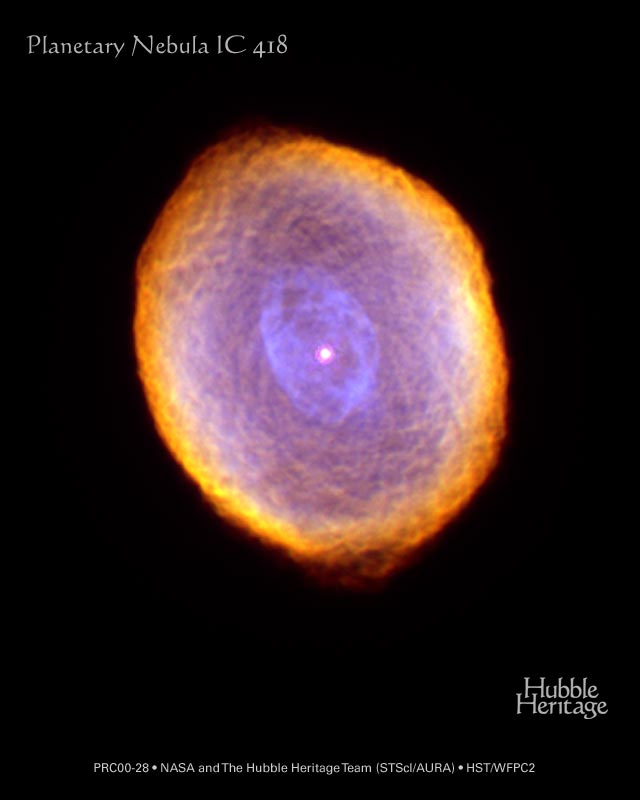 Planetary Nebula IC 418
Hubble
Heritage
PRC00-28 • NASA and The Hubble Heritage Team (STScI/AURA) • HST/WFPC2